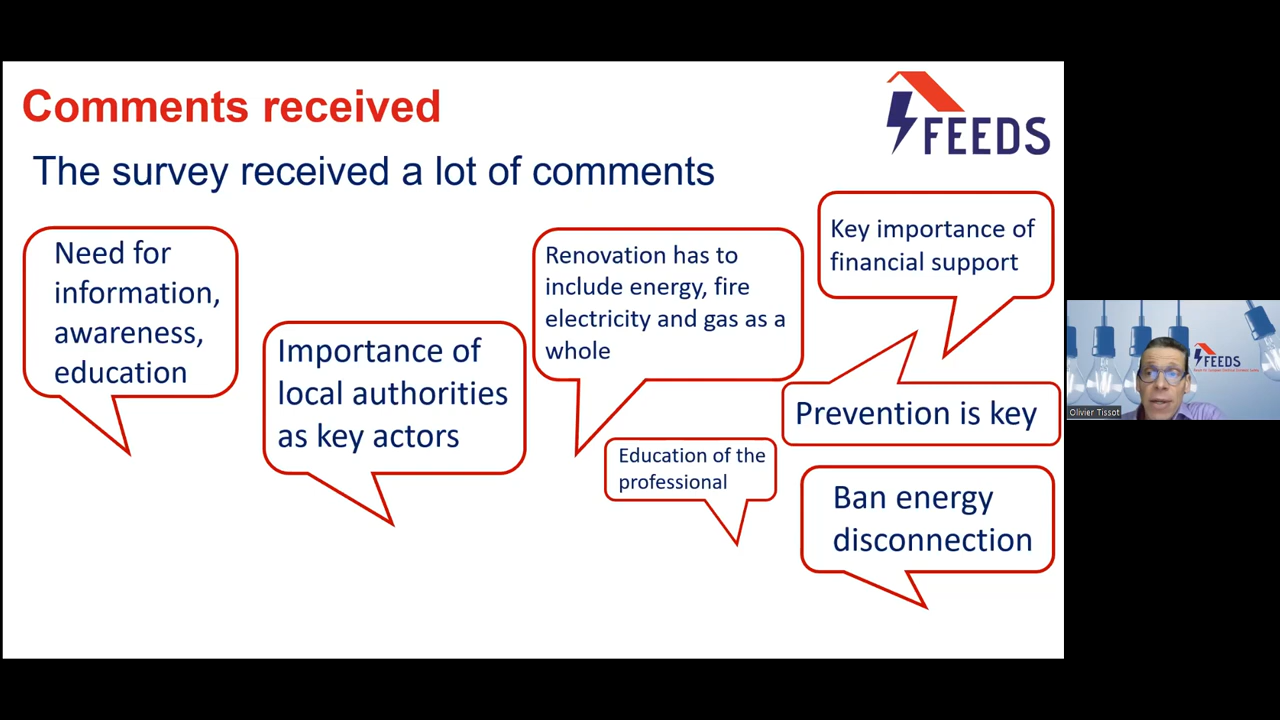 Comments received
FEEDS
The survey received a lot of comments
Need for
information,
awareness,
education
Importance of
local authorities
as key actors
Renovation has to
include energy, fire
electricity and gas as a
whole
Key importance of
financial support
Prevention is key
Education of the
professional
Ban energy
disconnection
FEEDS
Olivier Tissot